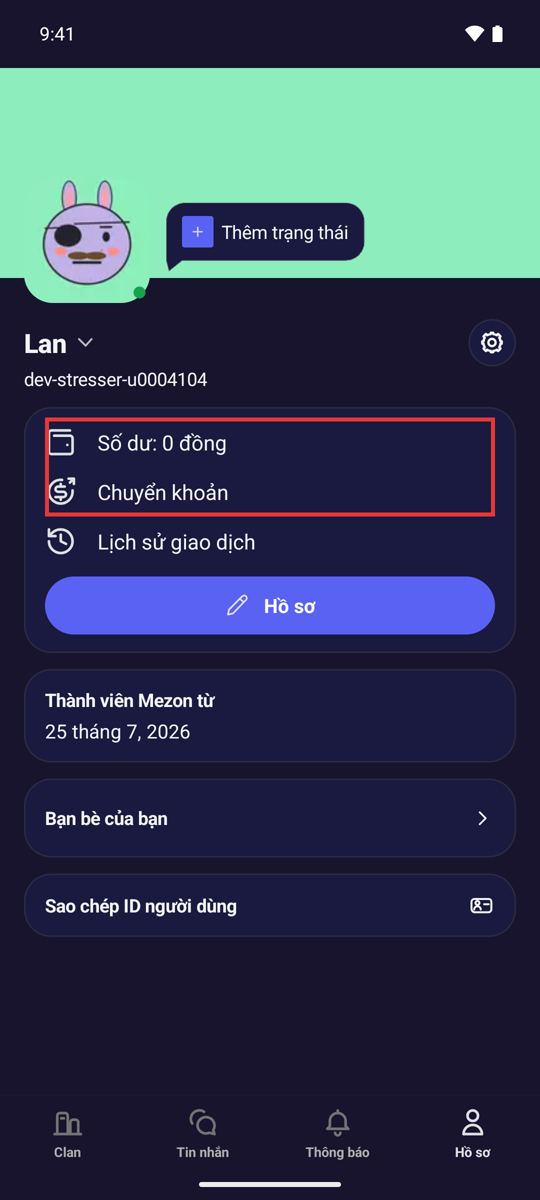 9:41
Thêm trạng thái
Lan
dev-stresser-u0004104
Số dư: 0 đồng
Chuyển khoản
Lịch sử giao dịch
Hồ sơ
Thành viên Mezon từ
25 tháng 7, 2026
Bạn bè của bạn
Sao chép ID người dùng
Clan
Tin nhắn
Thông báo
Hồ sơ